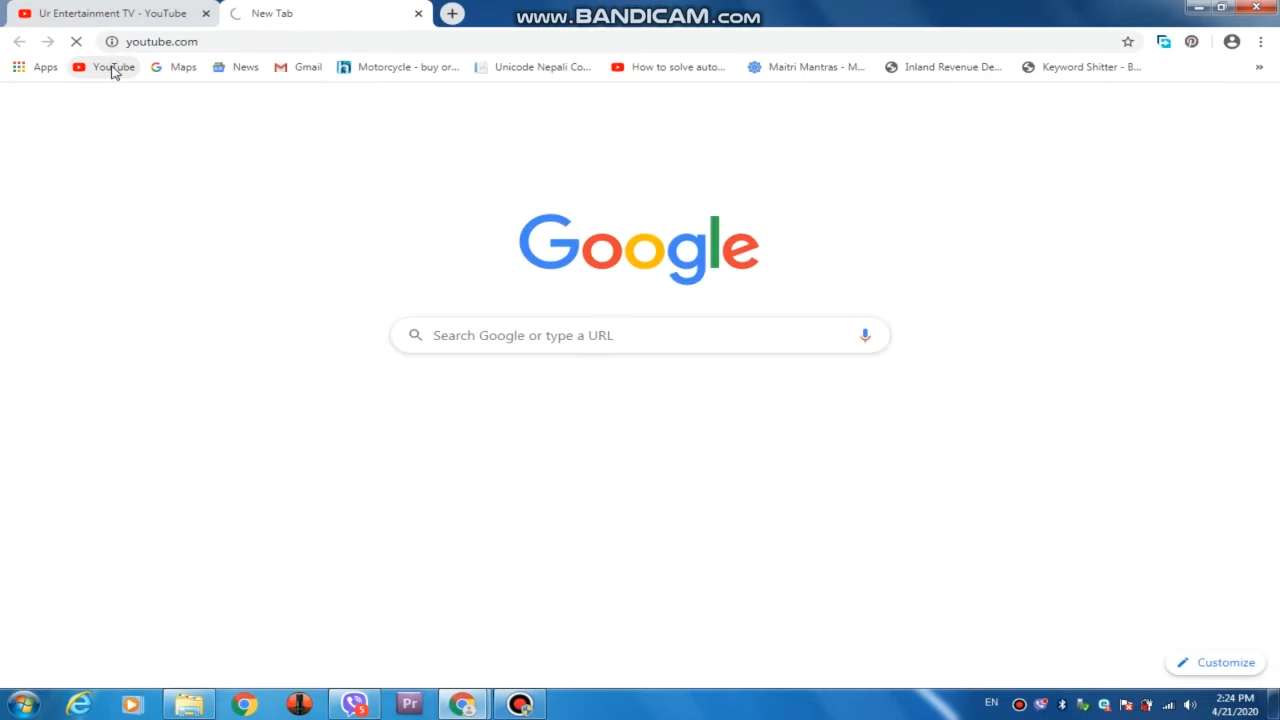 Ur Entertainment TV - YouTube
New Tab
www.BANDICAM.com
youtube.com
Apps
YouTube
Maps
News
Gmail
Motorcycle - buy or...
Unicode Nepali Co...
How to solve auto...
Maitri Mantras - M...
Inland Revenue De...
Keyword Shitter - B...
»
Google
Search Google or type a URL
Customize
5
Pr
EN
2:24 PM
4/21/2020